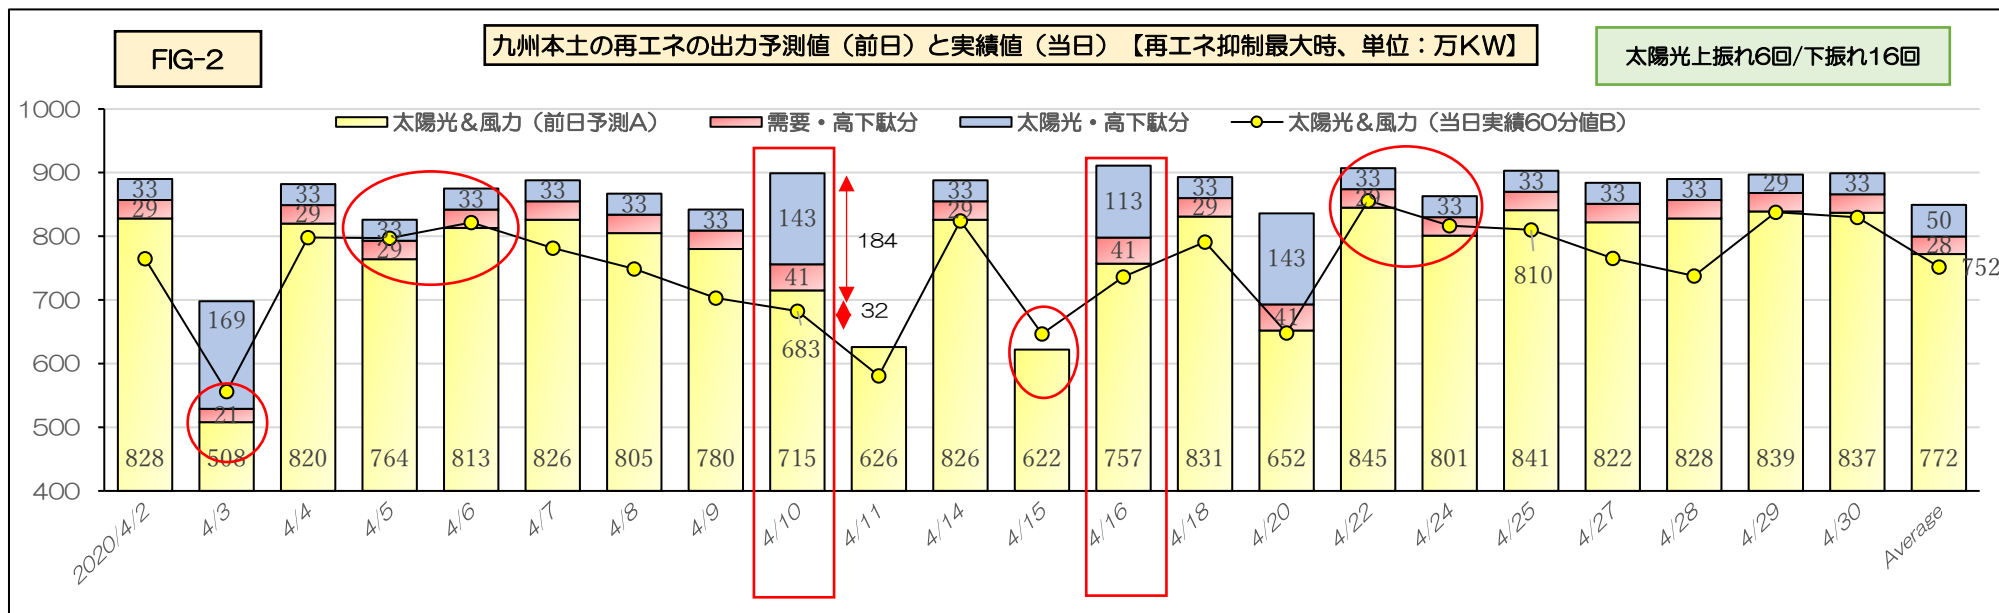 FIG-2
九州本土の再エネの出力予測値（前日）と実績値（当日）【再エネ抑制最大時、単位：万KW】
太陽光上振れ6回/下振れ16回
太陽光＆風力（前日予測A） 需要・高下駄分 太陽光・高下駄分 太陽光＆風力（当日実績60分値B）
1000
900
800
700
600
500
400
33 169 33 33 33 33 33 33 143 33 113 33 143 33 33 33 33 33 29 33 50
29 21 29 29 41 29 41 29 41 29 28
184
32
683
810
752
828 508 820 764 813 826 805 780 715 626 826 622 757 831 652 845 801 841 822 828 839 837 772
2020/4/2 4/3 4/4 4/5 4/6 4/7 4/8 4/9 4/10 4/11 4/14 4/15 4/16 4/18 4/20 4/22 4/24 4/25 4/27 4/28 4/29 4/30 Average